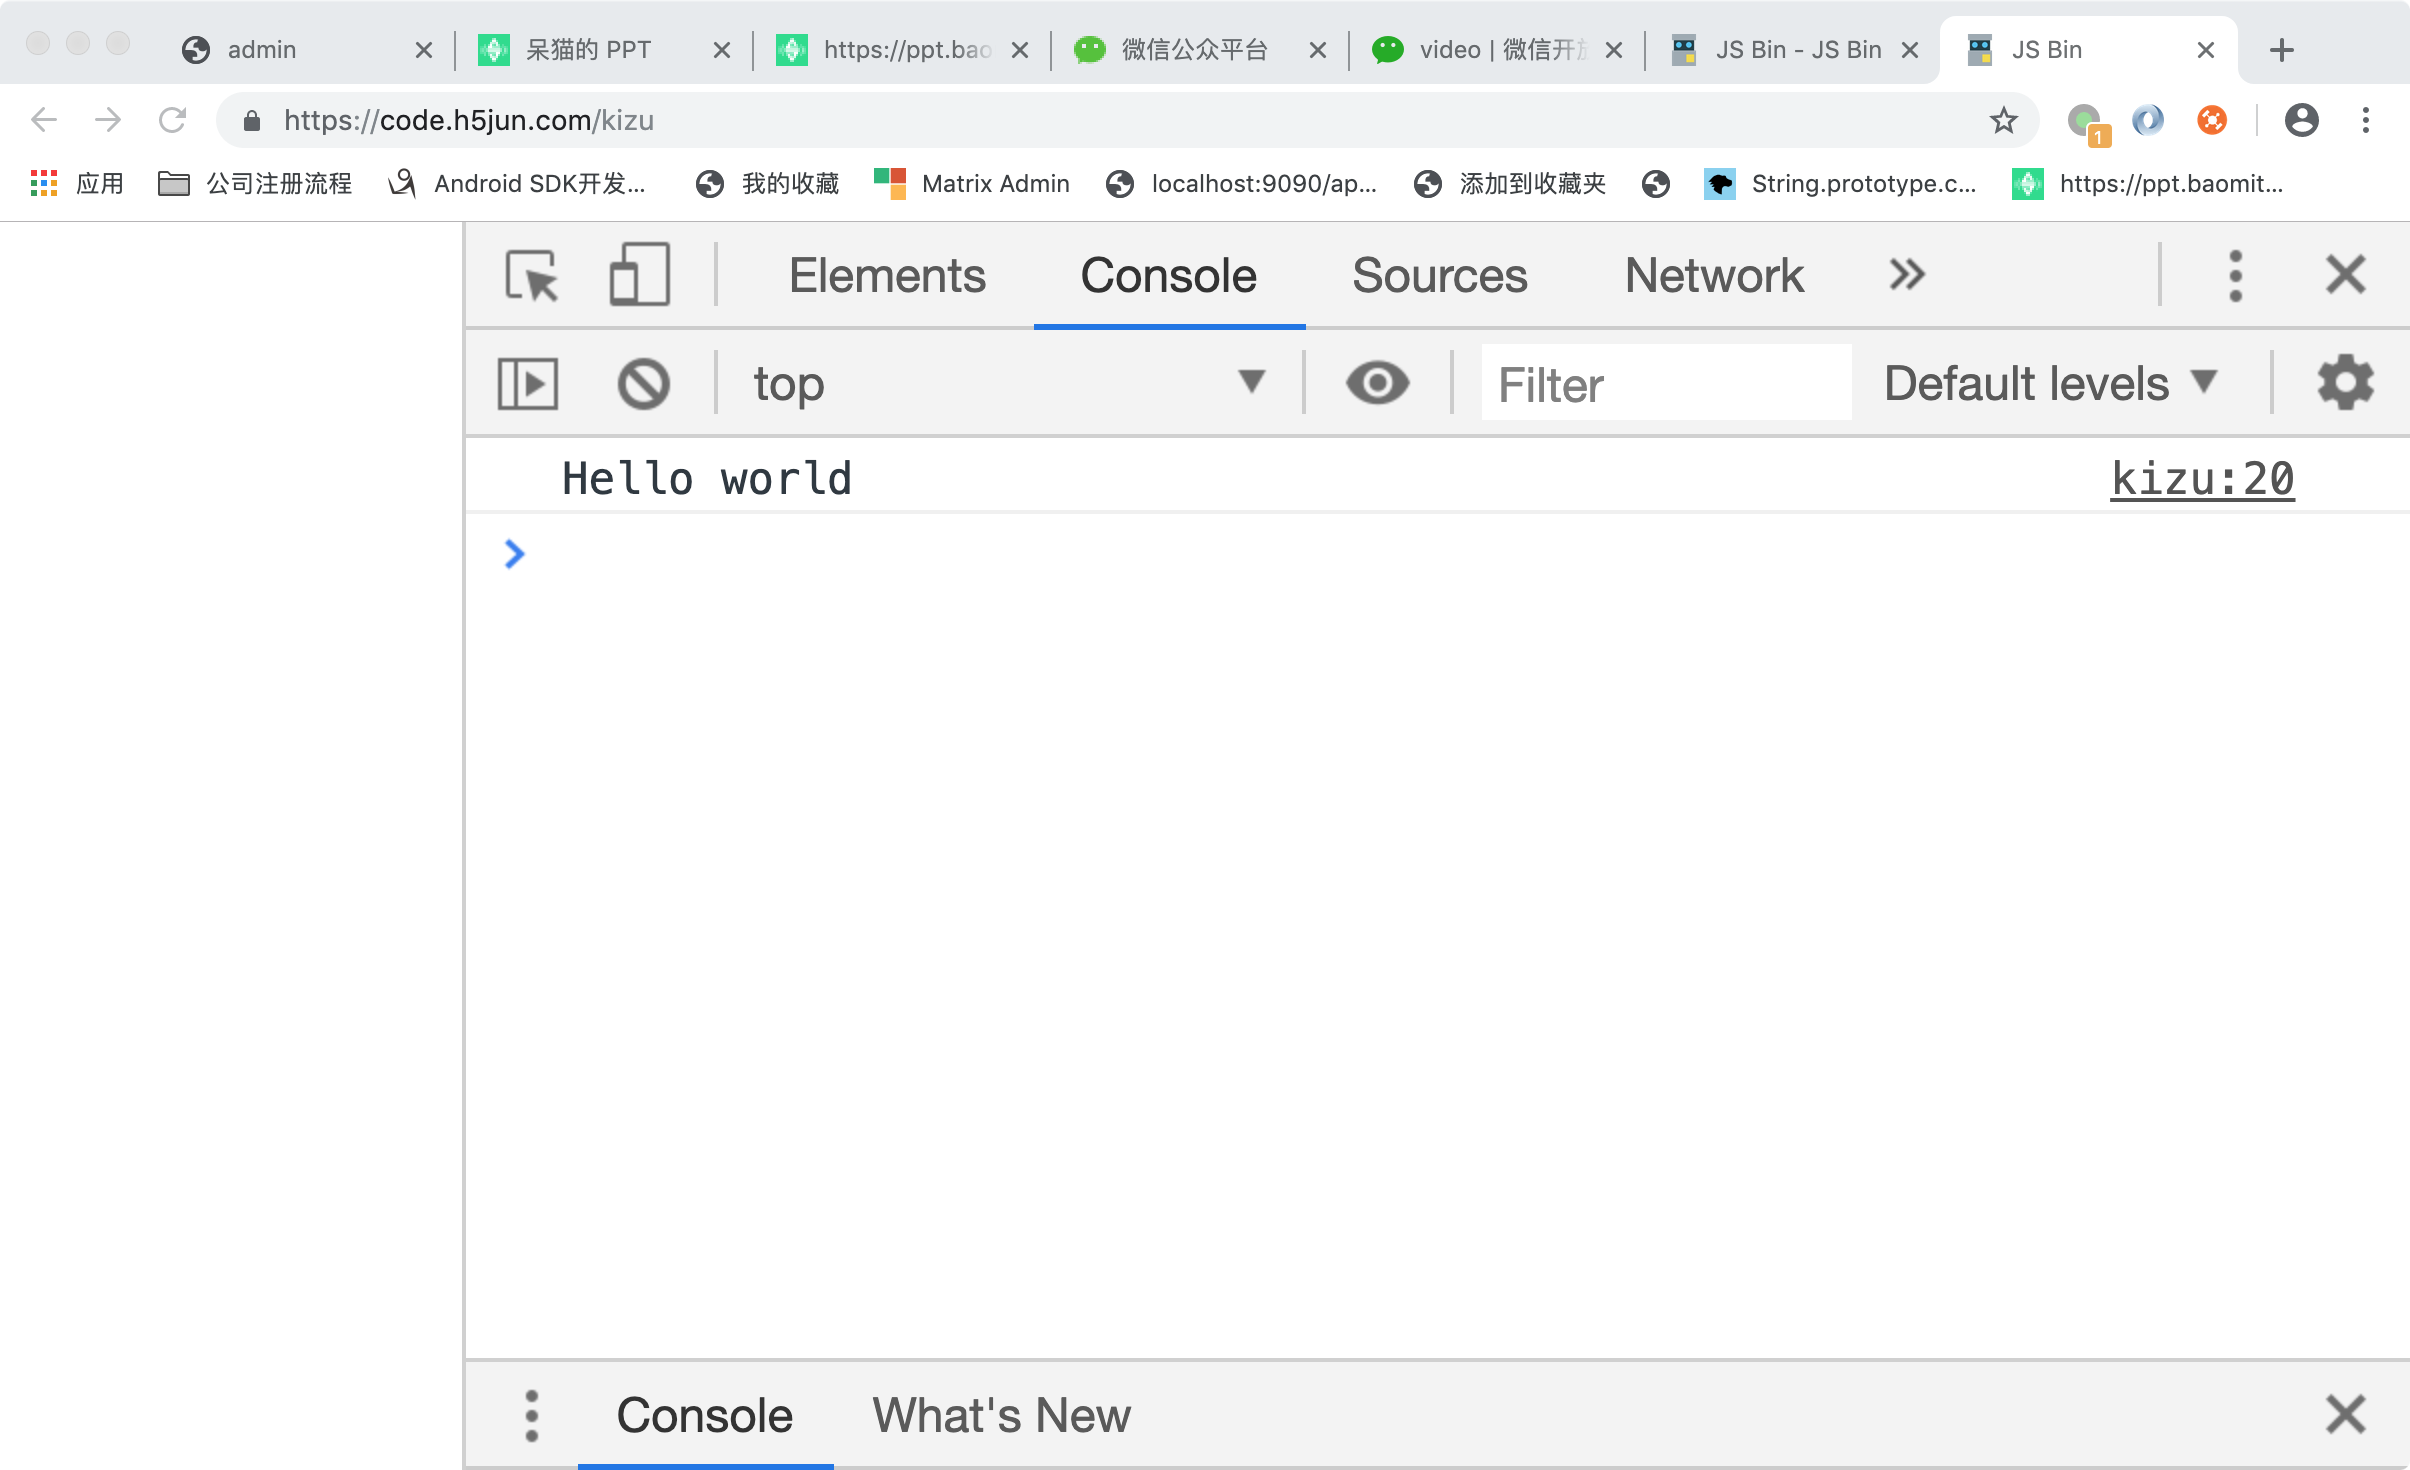 admin
呆猫的 PPT
https://ppt.bao
微信公众平台
video | 微信开放
JS Bin - JS Bin
JS Bin
https://code.h5jun.com/kizu
1
应用
公司注册流程
Android SDK开发...
我的收藏
Matrix Admin
localhost:9090/ap...
添加到收藏夹
String.prototype.c...
https://ppt.baomit...
Elements
Console
Sources
Network
top
Filter
Default levels
Hello world
kizu:20
Console
What's New